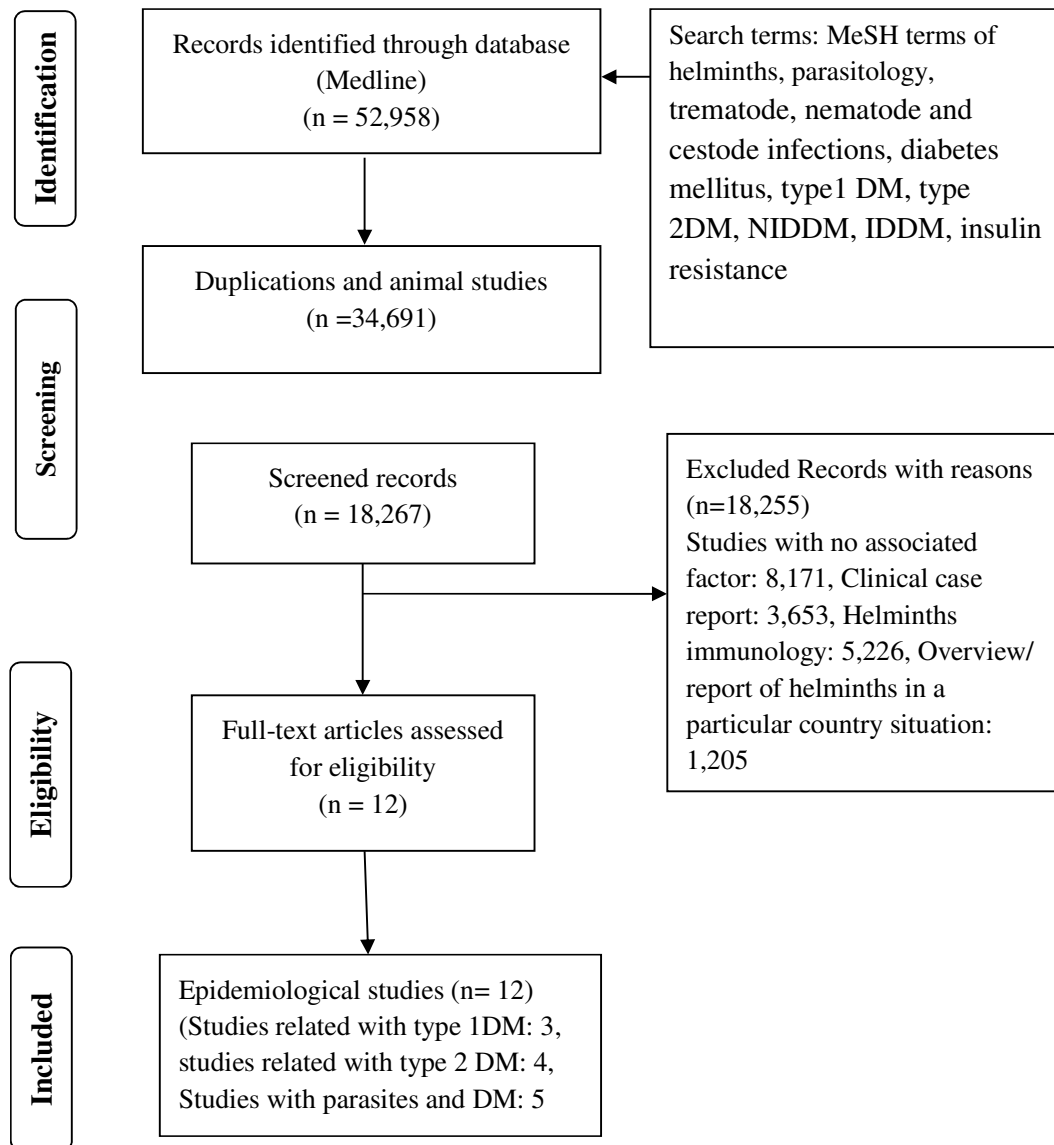 Identification
Records identified through database
(Medline)
(n = 52,958)
Search terms: MeSH terms of
helminths, parasitology,
trematode, nematode and
cestode infections, diabetes
mellitus, type1 DM, type
2DM, NIDDM, IDDM, insulin
resistance
Duplications and animal studies
(n =34,691)
Screening
Screened records
(n = 18,267)
Excluded Records with reasons
(n=18,255)
Studies with no associated
factor: 8,171, Clinical case
report: 3,653, Helminths
immunology: 5,226, Overview/
report of helminths in a
particular country situation:
1,205
Eligibility
Full-text articles assessed
for eligibility
(n = 12)
Included
Epidemiological studies (n= 12)
(Studies related with type 1DM: 3,
studies related with type 2 DM: 4,
Studies with parasites and DM: 5